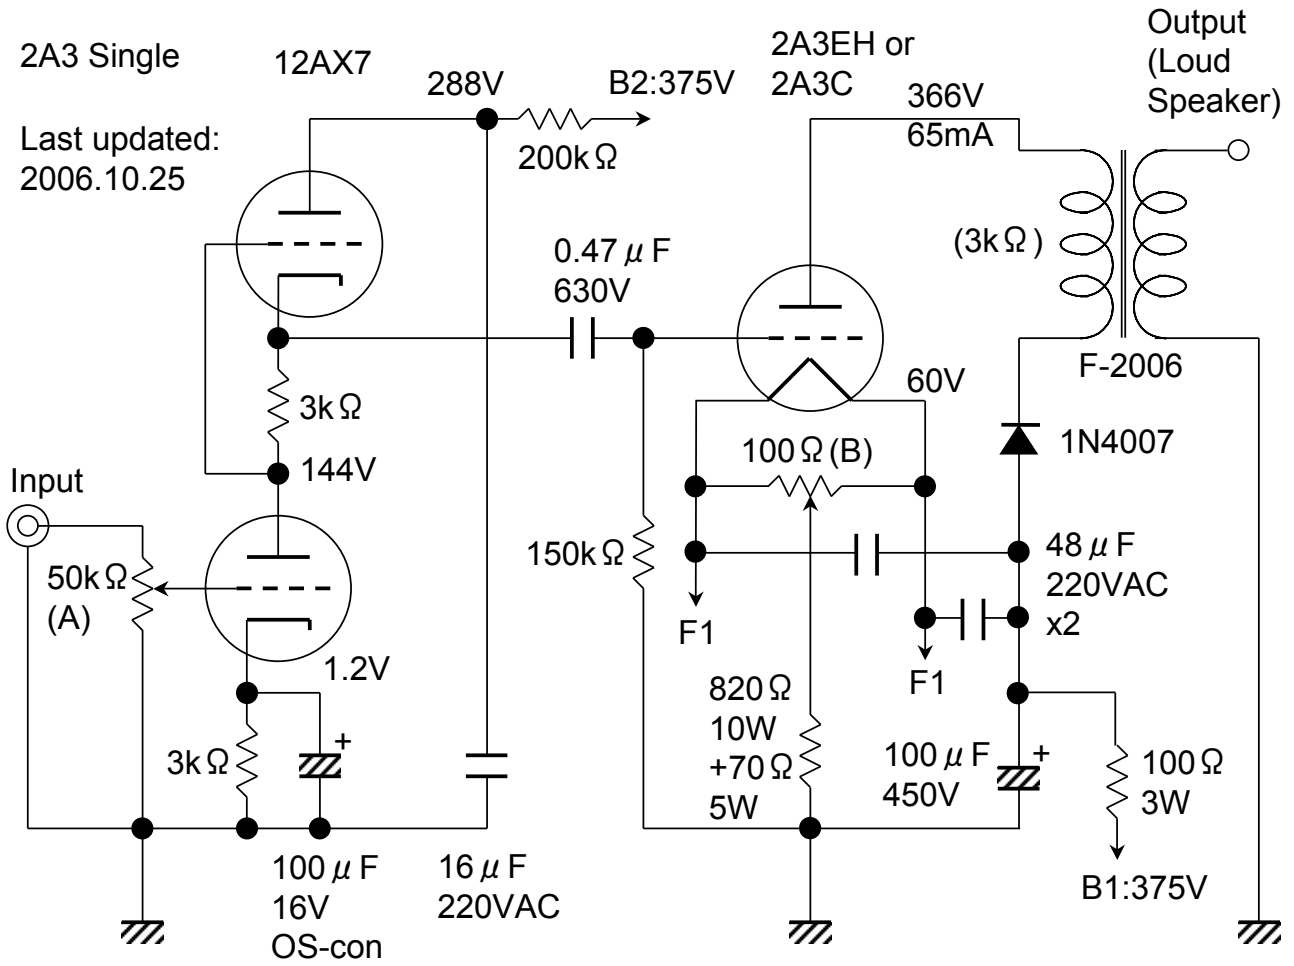 2A3 Single
Last updated:
2006.10.25
12AX7
288V
B2:375V
200kΩ
2A3EH or
2A3C
366V
65mA
Output
(Loud
Speaker)
0.47μF
630V
(3kΩ)
F-2006
60V
3kΩ
144V
100Ω(B)
1N4007
Input
50kΩ
(A)
150kΩ
48μF
220VAC
x2
F1
F1
1.2V
3kΩ
+
820Ω
10W
+70Ω
5W
100μF
450V
+
100Ω
3W
B1:375V
100μF
16V
OS-con
16μF
220VAC